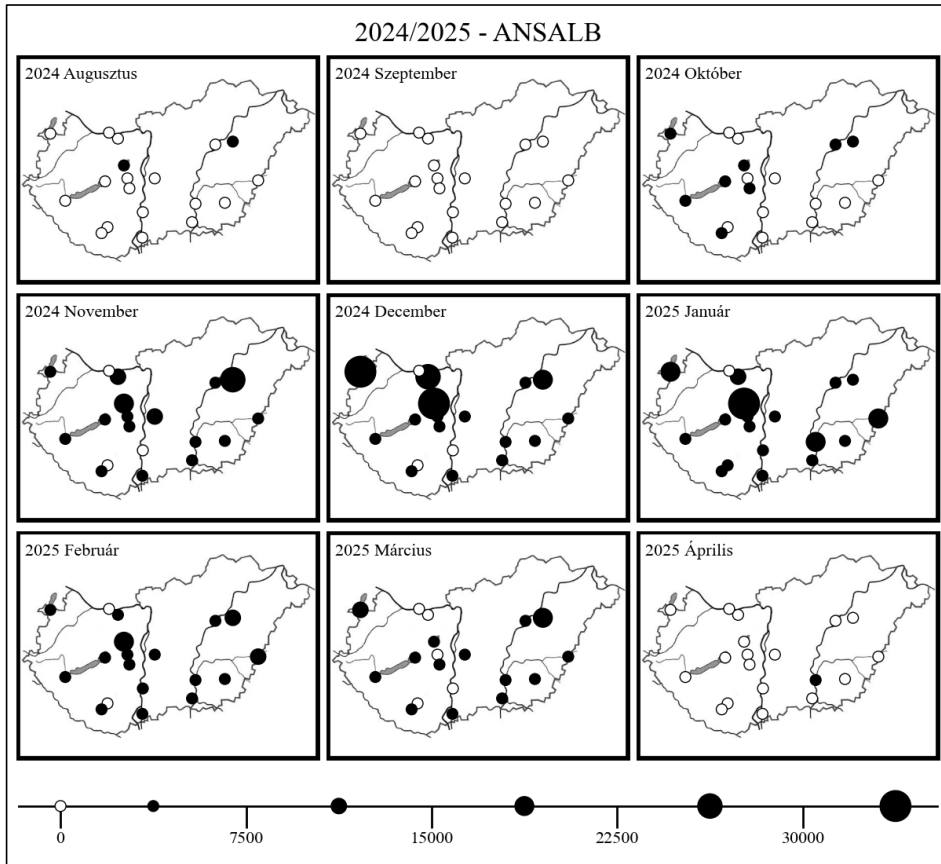 2024/2025 - ANSALB
2024 Augusztus
2024 Szeptember
2024 Október
2024 November
2024 December
2025 Január
2025 Február
2025 Március
2025 Április
0 7500 15000 22500 30000